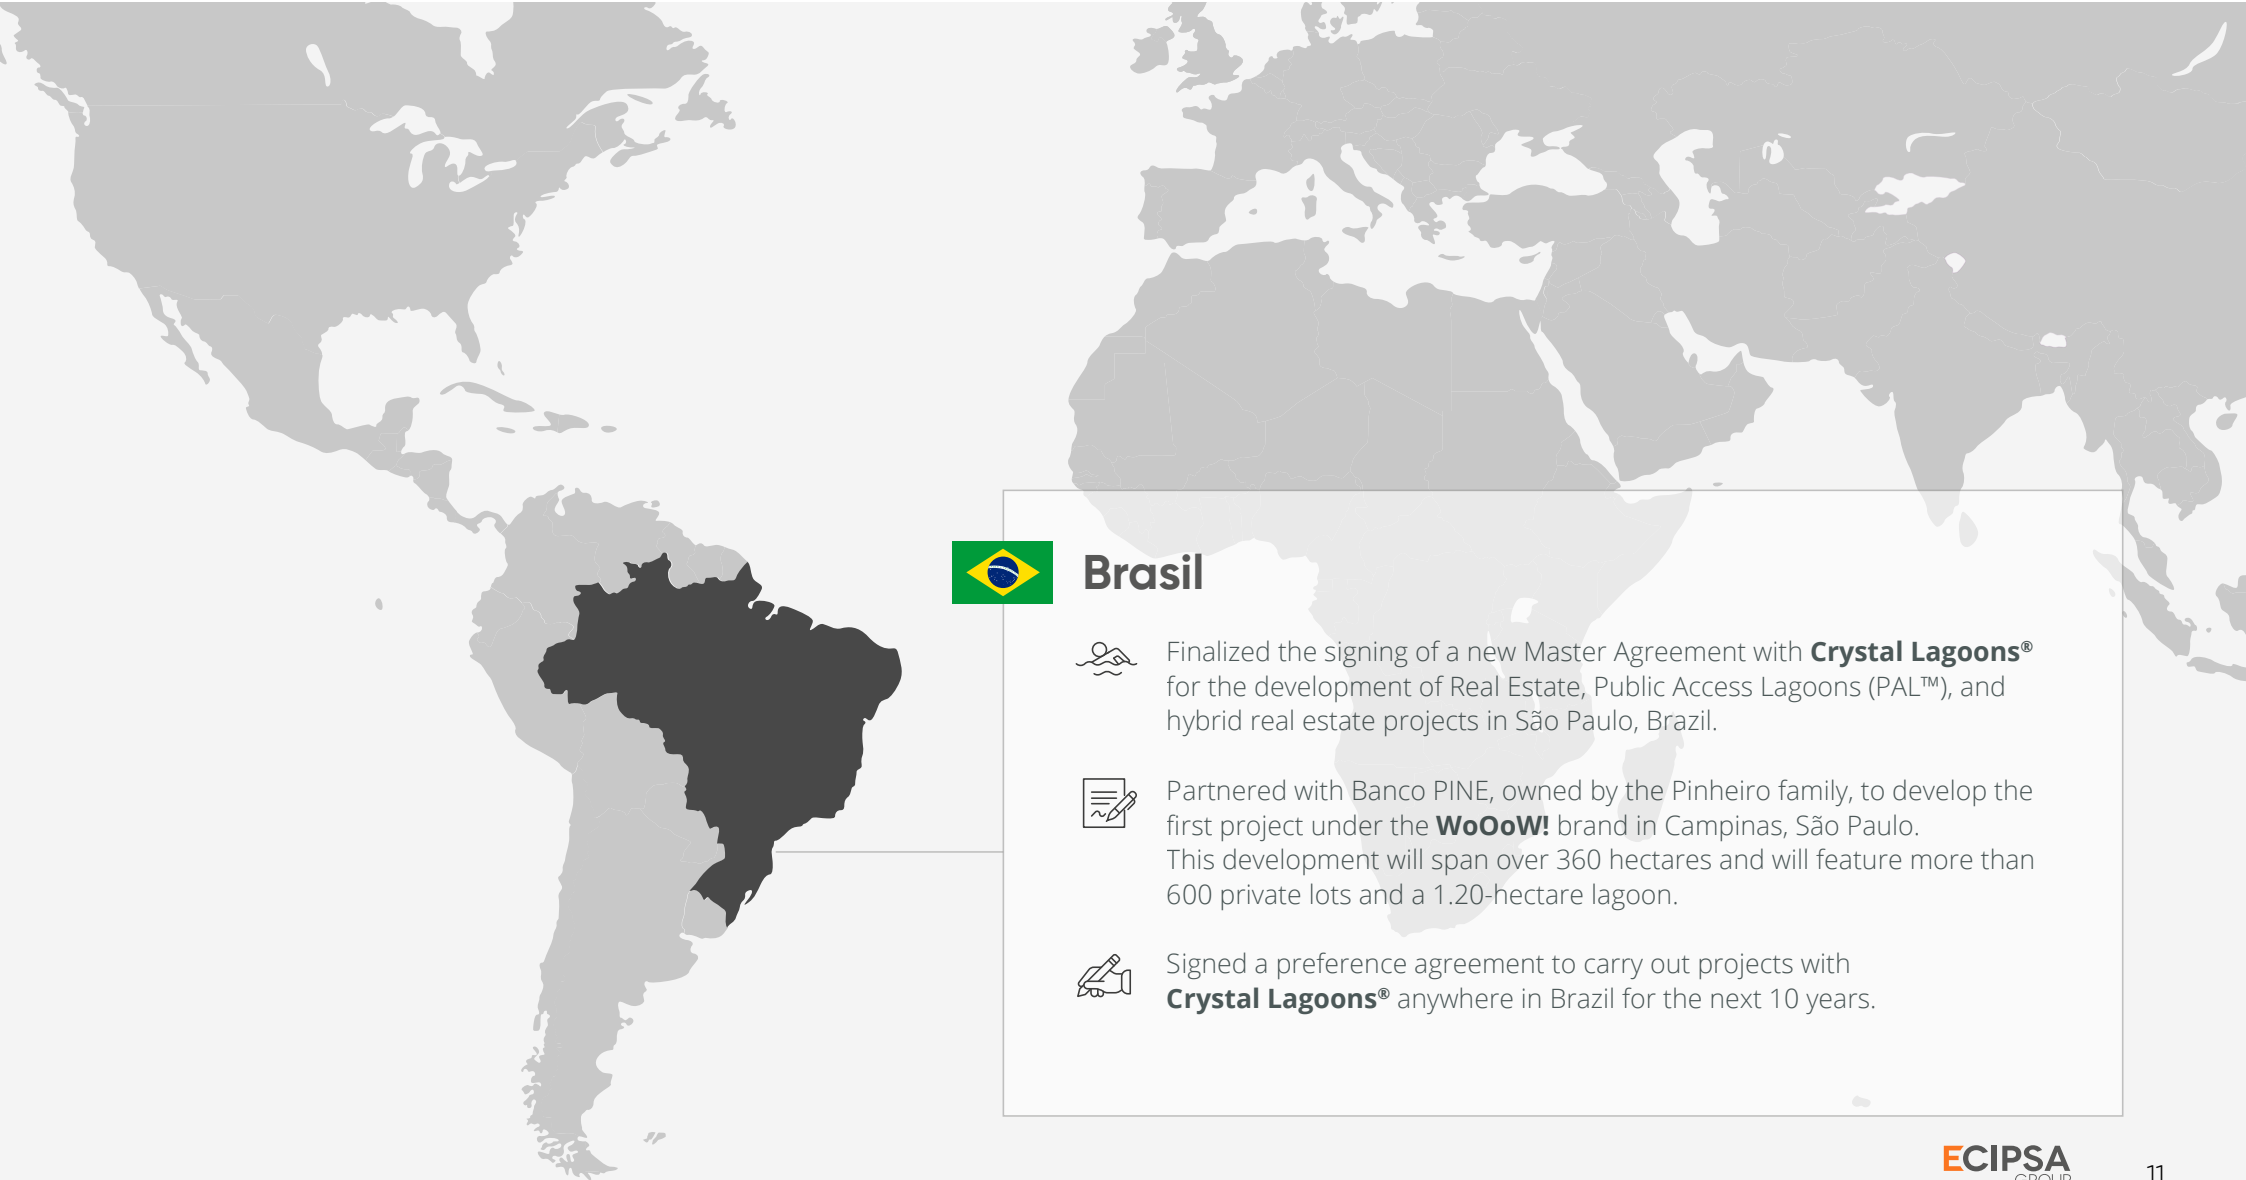 Brasil
Finalized the signing of a new Master Agreement with Crystal Lagoons®
for the development of Real Estate, Public Access Lagoons (PAL™), and
hybrid real estate projects in São Paulo, Brazil.
Partnered with Banco PINE, owned by the Pinheiro family, to develop the
first project under the WoOoW! brand in Campinas, São Paulo.
This development will span over 360 hectares and will feature more than
600 private lots and a 1.20-hectare lagoon.
Signed a preference agreement to carry out projects with
Crystal Lagoons® anywhere in Brazil for the next 10 years.
ECIPSA
GROUP
11